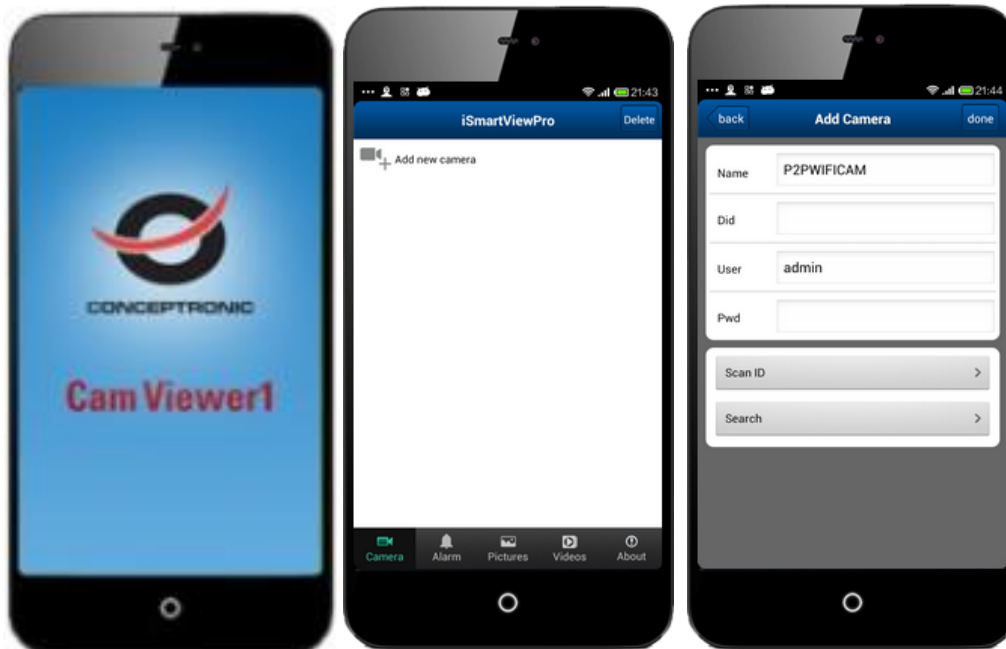 CONCEPTRONIC
Cam Viewer1
21:43
iSmartViewPro
Delete
Add new camera
Camera
Alarm
Pictures
Videos
About
21:44
back
Add Camera
done
Name
P2PWIFICAM
Did
User
admin
Pwd
Scan ID
Search